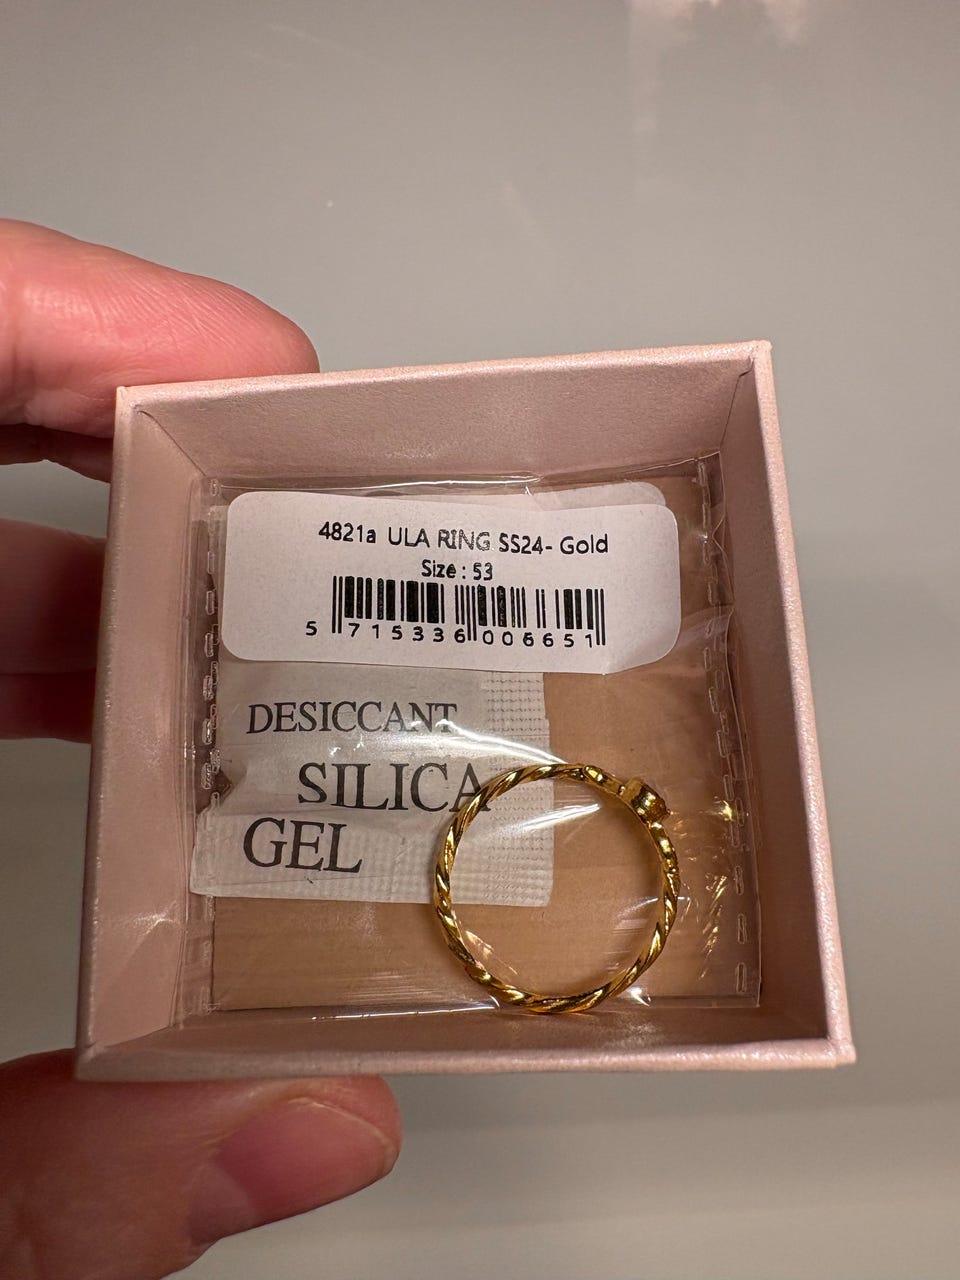 4821a ULA RING SS24- Gold
Size : 53
5 715336 006651
DESICCANT
SILICA
GEL